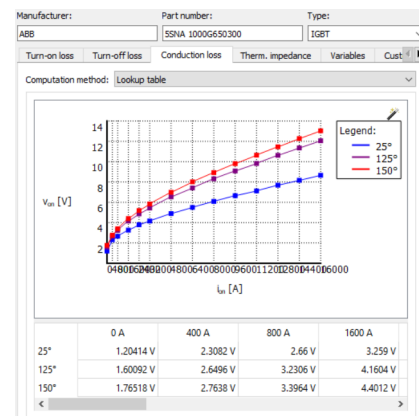 Manufacturer: Part number: Type:
ABB 5SNA 1000G650300 IGBT
Turn-on loss Turn-off loss Conduction loss Therm. impedance Variables Cust
Computation method: Lookup table
14
12
10
8
6
4
2
Legend:
25°
125°
150°
Von [V]
ion [A]
0 A 400 A 800 A 1600 A
25° 1.20414 V 2.3082 V 2.66 V 3.259 V
125° 1.60092 V 2.6496 V 3.2306 V 4.1604 V
150° 1.76518 V 2.7638 V 3.3964 V 4.4012 V